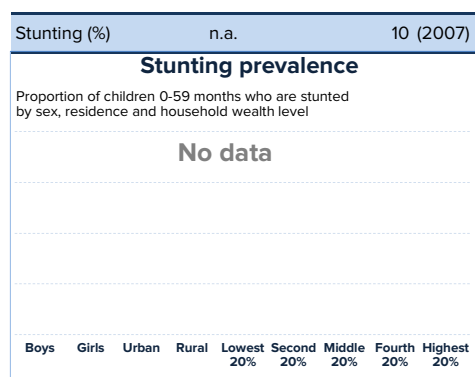 Stunting (%) n.a. 10 (2007)
Stunting prevalence
Proportion of children 0-59 months who are stunted
by sex, residence and household wealth level
No data
Boys Girls Urban Rural Lowest Second Middle Fourth Highest
20% 20% 20% 20% 20%